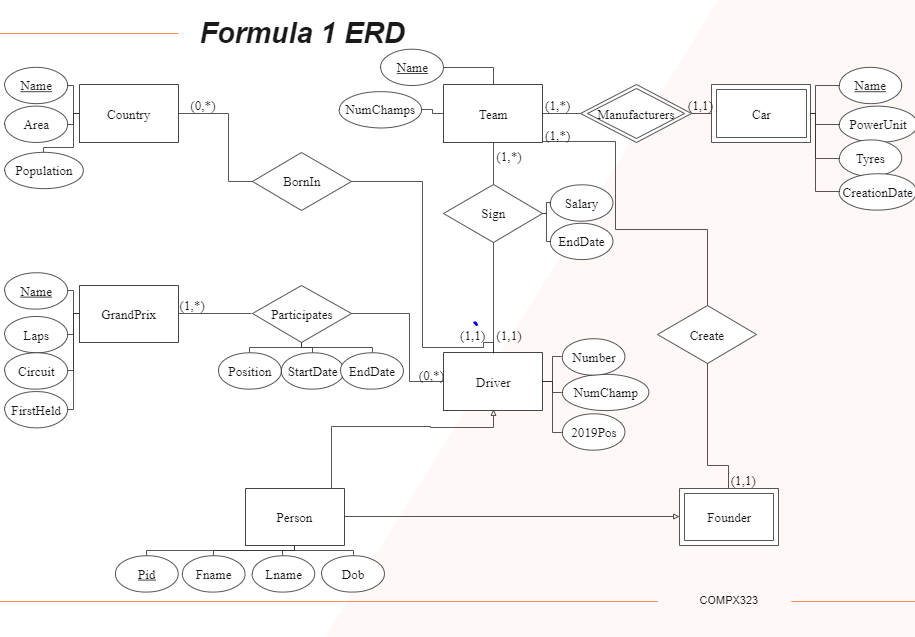 Formula 1 ERD
Name
Area
Population
Country
(0,*)
BornIn
Name
NumChamps
Team
(1,*)
Manufacturers
(1,1)
Car
Name
PowerUnit
Tyres
CreationDate
(1,*)
(1,*)
Sign
Salary
EndDate
Name
Laps
Circuit
FirstHeld
GrandPrix
(1,*)
Participates
Position
StartDate
EndDate
(0,*)
(1,1)
(1,1)
Driver
Number
NumChamp
2019Pos
Create
(1,1)
Founder
Person
Pid
Fname
Lname
Dob
COMPX323